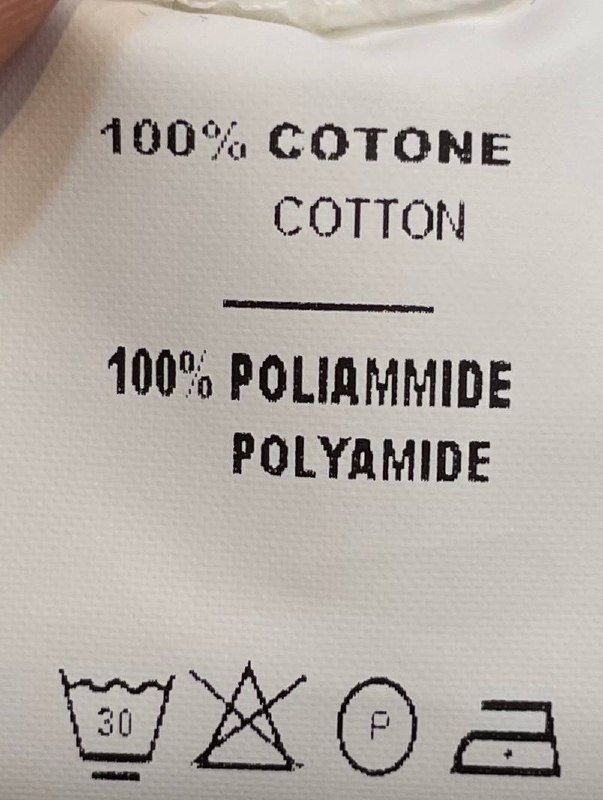 100% COTONE
COTTON
100% POLIAMMIDE
POLYAMIDE
30 P